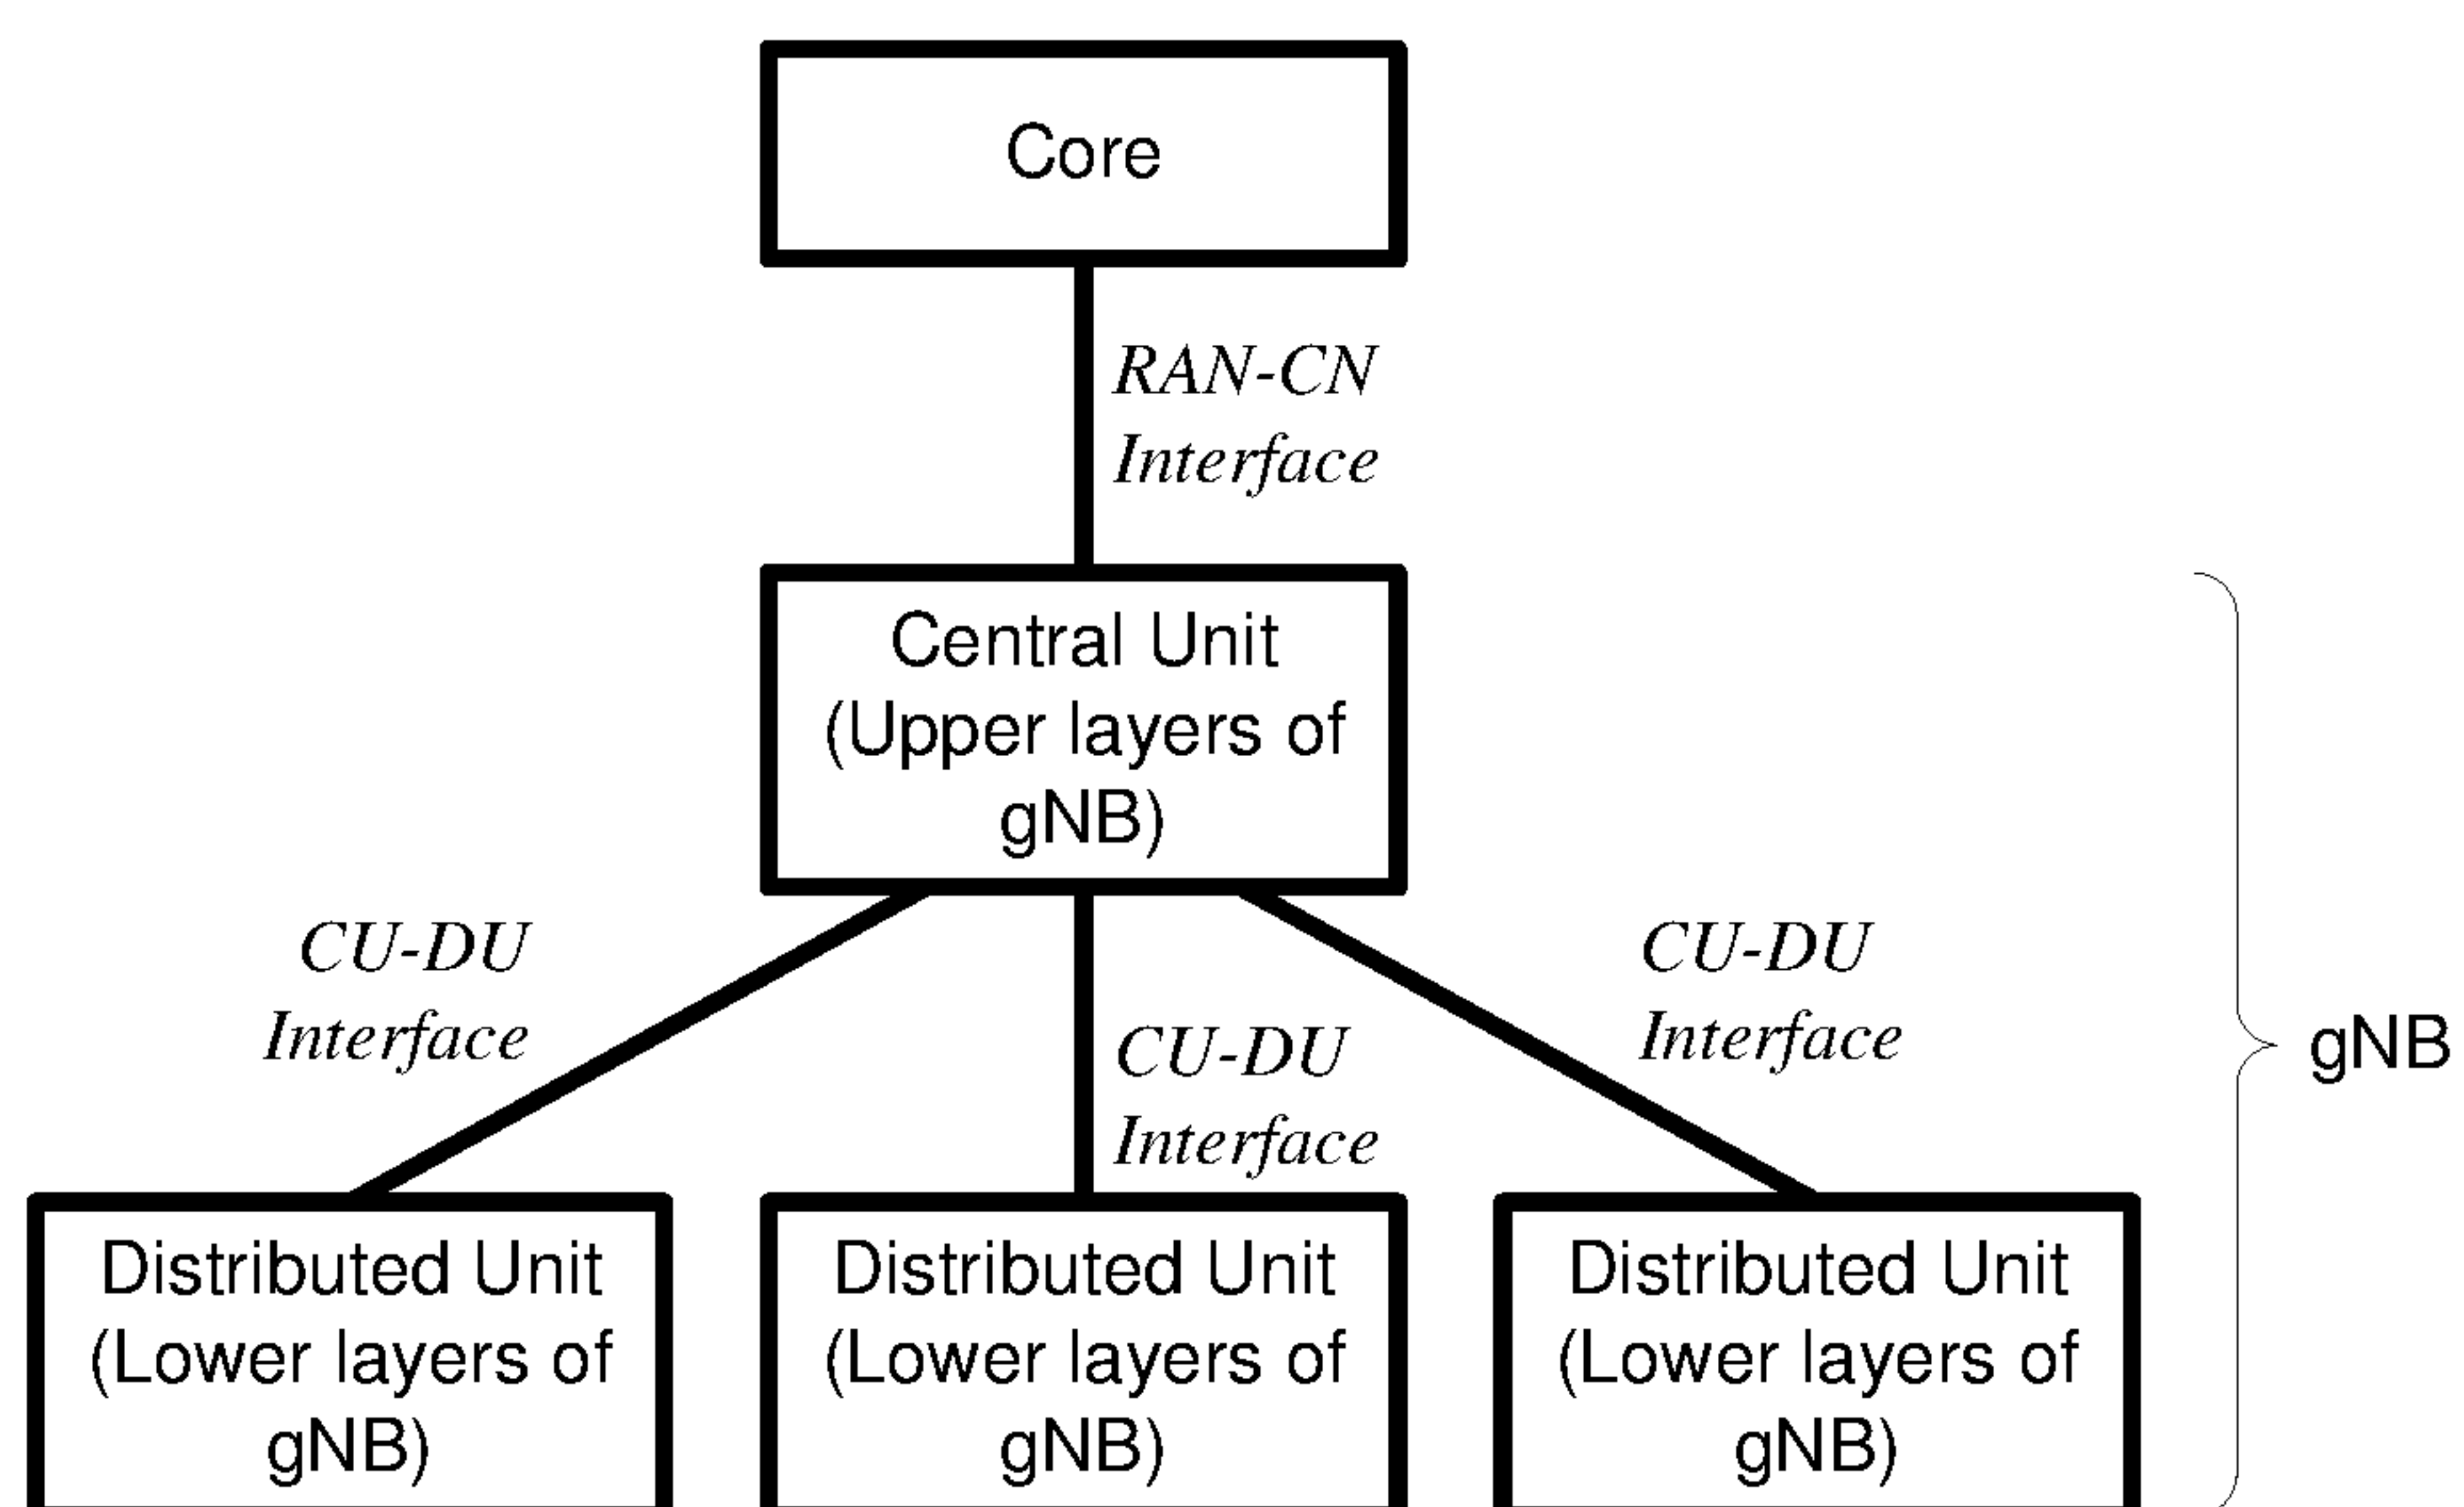 Core
RAN-CN
Interface
Central Unit
(Upper layers of
gNB)
CU-DU
Interface
CU-DU
Interface
CU-DU
Interface
gNB
Distributed Unit
(Lower layers of
gNB)
Distributed Unit
(Lower layers of
gNB)
Distributed Unit
(Lower layers of
gNB)